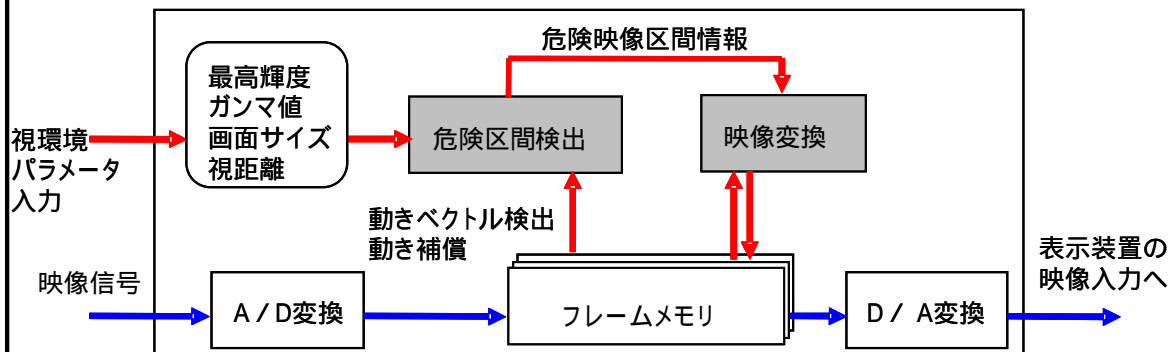 危険映像区間情報
最高輝度
ガンマ値
画面サイズ
視距離
視環境
パラメータ
入力
危険区間検出
映像変換
動きベクトル検出
動き補償
表示装置の
映像入力へ
映像信号
A/D変換
フレームメモリ
D/ A変換